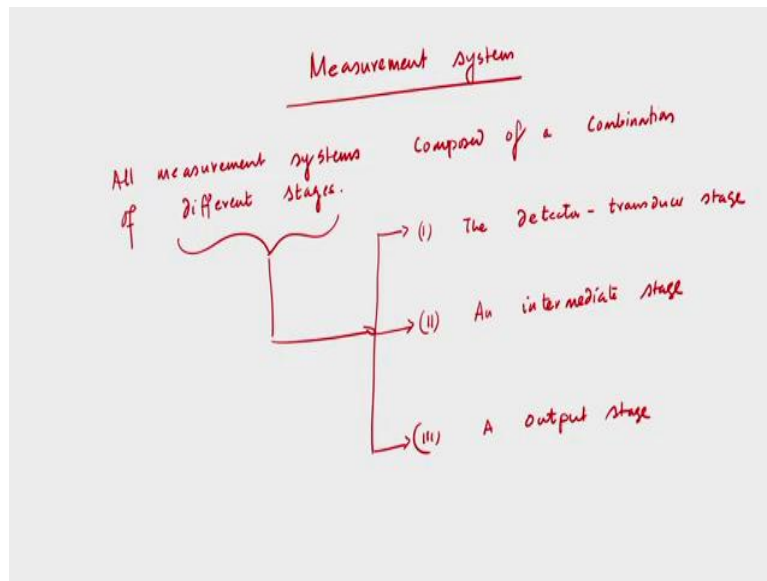 Measurement system
All measurement systems composed of a combination
of different stages.
(i) The detector - transducer stage
(ii) An intermediate stage
(iii) A output stage